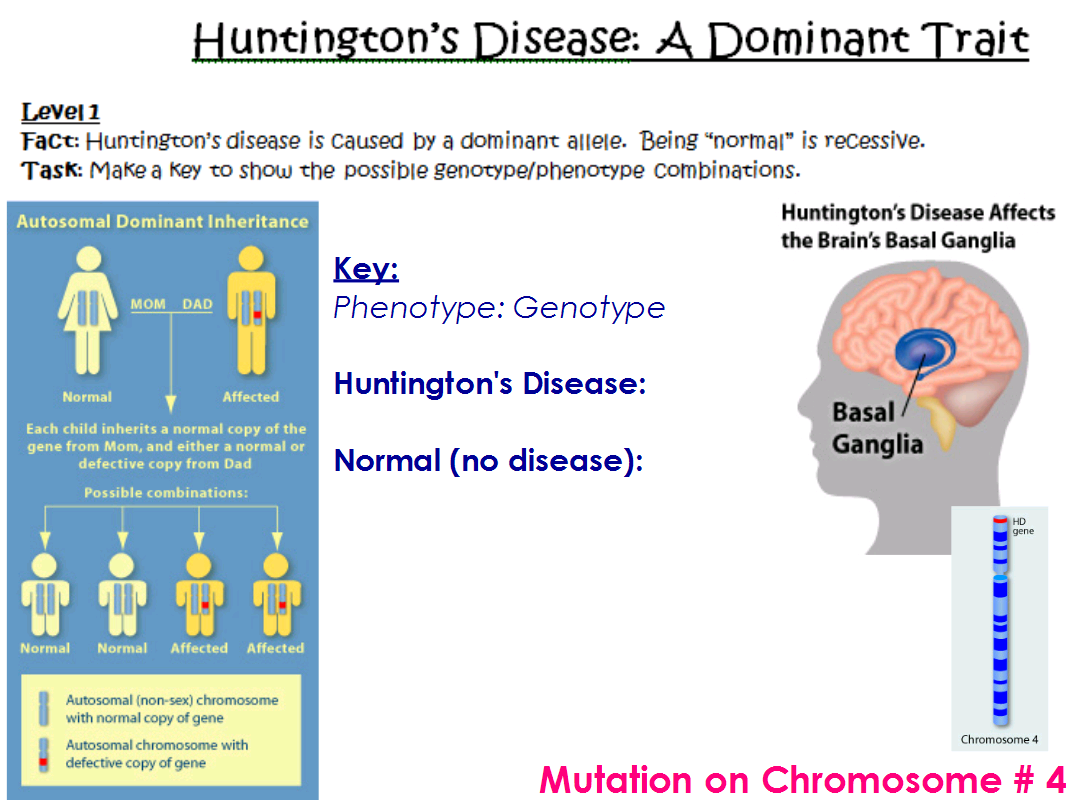 Huntington's Disease: A Dominant Trait
Level 1
Fact: Huntington's disease is caused by a dominant allele. Being "normal" is recessive.
Task: Make a key to show the possible genotype/phenotype combinations.
Autosomal Dominant Inheritance
MOM DAD
Normal Affected
Each child inherits a normal copy of the
gene from Mom, and either a normal or
defective copy from Dad
Possible combinations:
Normal Normal Affected Affected
Autosomal (non-sex) chromosome
with normal copy of gene
Autosomal chromosome with
defective copy of gene
Key:
Phenotype: Genotype
Huntington's Disease:
Normal (no disease):
Huntington's Disease Affects
the Brain's Basal Ganglia
Basal
Ganglia
HD
gene
Chromosome 4
Mutation on Chromosome # 4